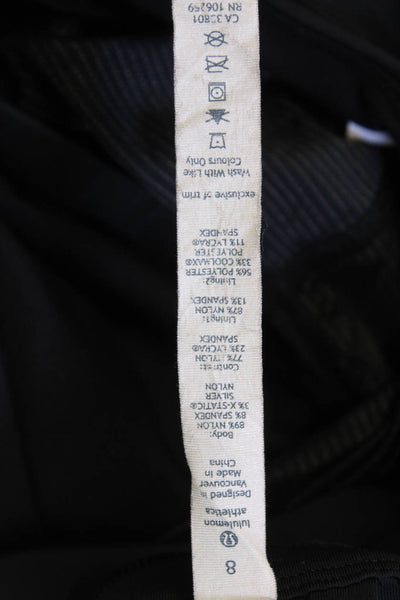 8
lululemon
athletica
Designed in
Vancouver
Made in
China
Body:
89% NYLON
8% SPANDEX
3% X-STATIC®
SILVER
NYLON
Contrast:
77% NYLON
23% LYCRA®
SPANDEX
Lining1:
87% NYLON
13% SPANDEX
Lining2:
56% POLYESTER
33% COOLMAX®
POLYESTER
11% LYCRA®
SPANDEX
exclusive of trim
Wash With Like
Colours Only
RN 106259
CA 35801